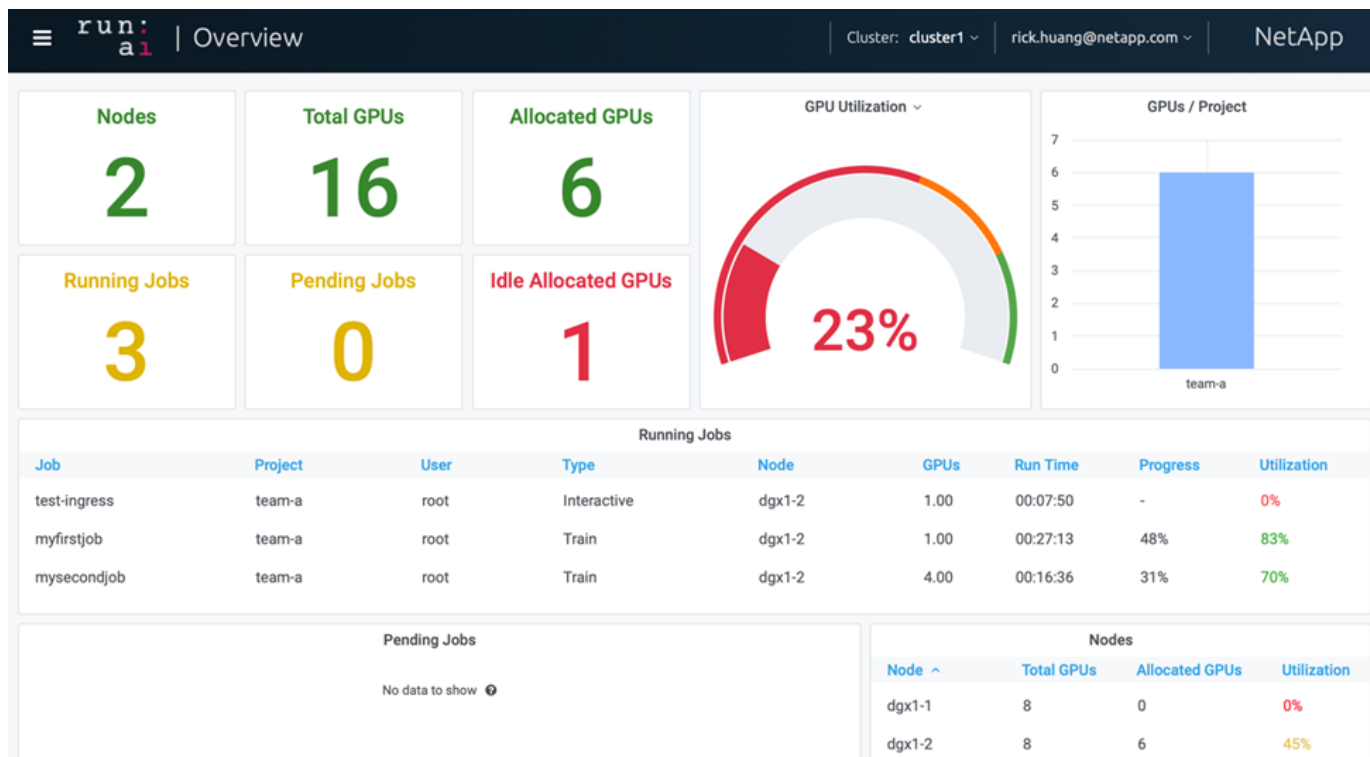 run: ai | Overview Cluster: cluster1 rick.huang@netapp.com NetApp
Nodes
2
Total GPUs
16
Allocated GPUs
6
Running Jobs
3
Pending Jobs
0
Idle Allocated GPUs
1
GPU Utilization
23%
GPUs / Project
7
6
5
4
3
2
1
0
team-a
Running Jobs
Job Project User Type Node GPUs Run Time Progress Utilization
test-ingress team-a root Interactive dgx1-2 1.00 00:07:50 - 0%
myfirstjob team-a root Train dgx1-2 1.00 00:27:13 48% 83%
mysecondjob team-a root Train dgx1-2 4.00 00:16:36 31% 70%
Pending Jobs
No data to show ?
Nodes
Node Total GPUs Allocated GPUs Utilization
dgx1-1 8 0 0%
dgx1-2 8 6 45%